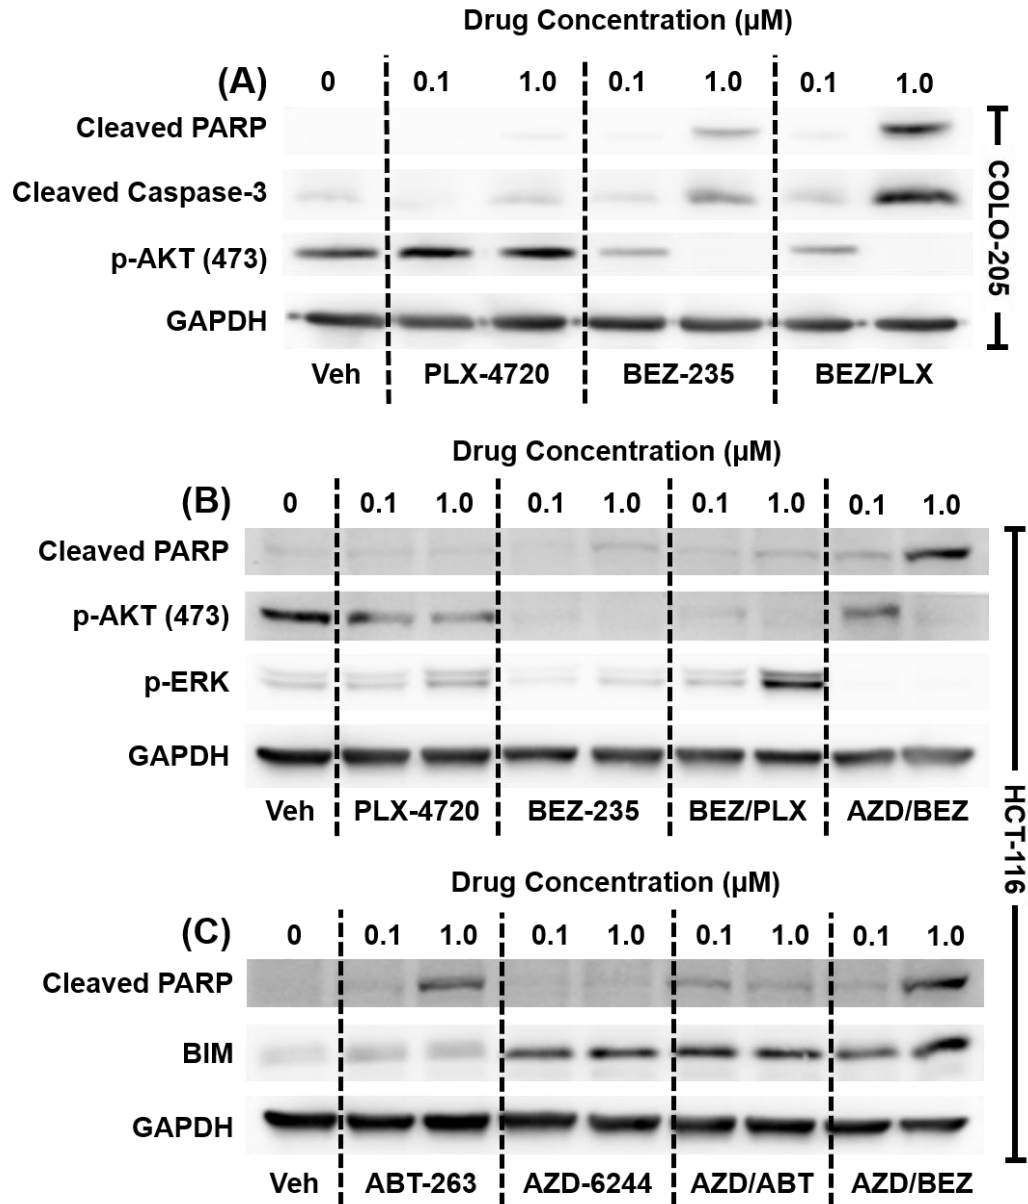 Drug Concentration (µM)
(A) 0 0.1 1.0 0.1 1.0 0.1 1.0
Cleaved PARP
Cleaved Caspase-3
p-AKT (473)
GAPDH
Veh PLX-4720 BEZ-235 BEZ/PLX
COLO-205
Drug Concentration (µM)
(B) 0 0.1 1.0 0.1 1.0 0.1 1.0 0.1 1.0
Cleaved PARP
p-AKT (473)
p-ERK
GAPDH
Veh PLX-4720 BEZ-235 BEZ/PLX AZD/BEZ
HCT-116
Drug Concentration (µM)
(C) 0 0.1 1.0 0.1 1.0 0.1 1.0 0.1 1.0
Cleaved PARP
BIM
GAPDH
Veh ABT-263 AZD-6244 AZD/ABT AZD/BEZ